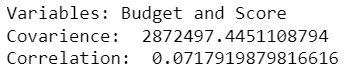 Variables: Budget and Score
Covarience:  2872497.4451108794
Correlation:  0.0717919879816616